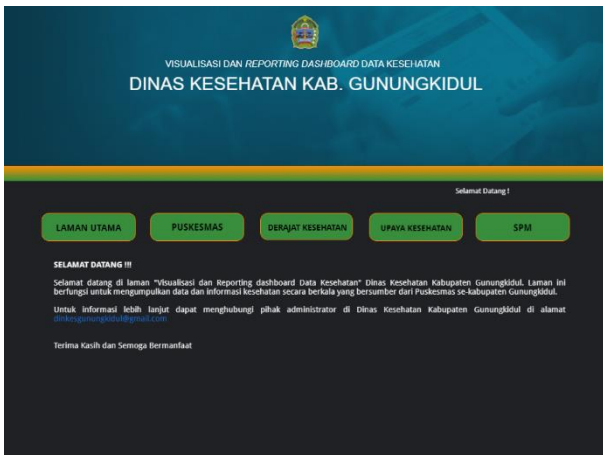 VISUALISASI DAN REPORTING DASHBOARD DATA KESEHATAN
DINAS KESEHATAN KAB. GUNUNGKIDUL
Selamat Datang !
LAMAN UTAMA
PUSKESMAS
DERAJAT KESEHATAN
UPAYA KESEHATAN
SPM
SELAMAT DATANG !!!
Selamat datang di laman "Visualisasi dan Reporting dashboard Data Kesehatan" Dinas Kesehatan Kabupaten Gunungkidul. Laman ini
berfungsi untuk mengumpulkan data dan informasi kesehatan secara berkala yang bersumber dari Puskesmas se-kabupaten Gunungkidul.
Untuk informasi lebih lanjut dapat menghubungi pihak administrator di Dinas Kesehatan Kabupaten Gunungkidul di alamat
dinkesgunungkidul@gmail.com
Terima Kasih dan Semoga Bermanfaat